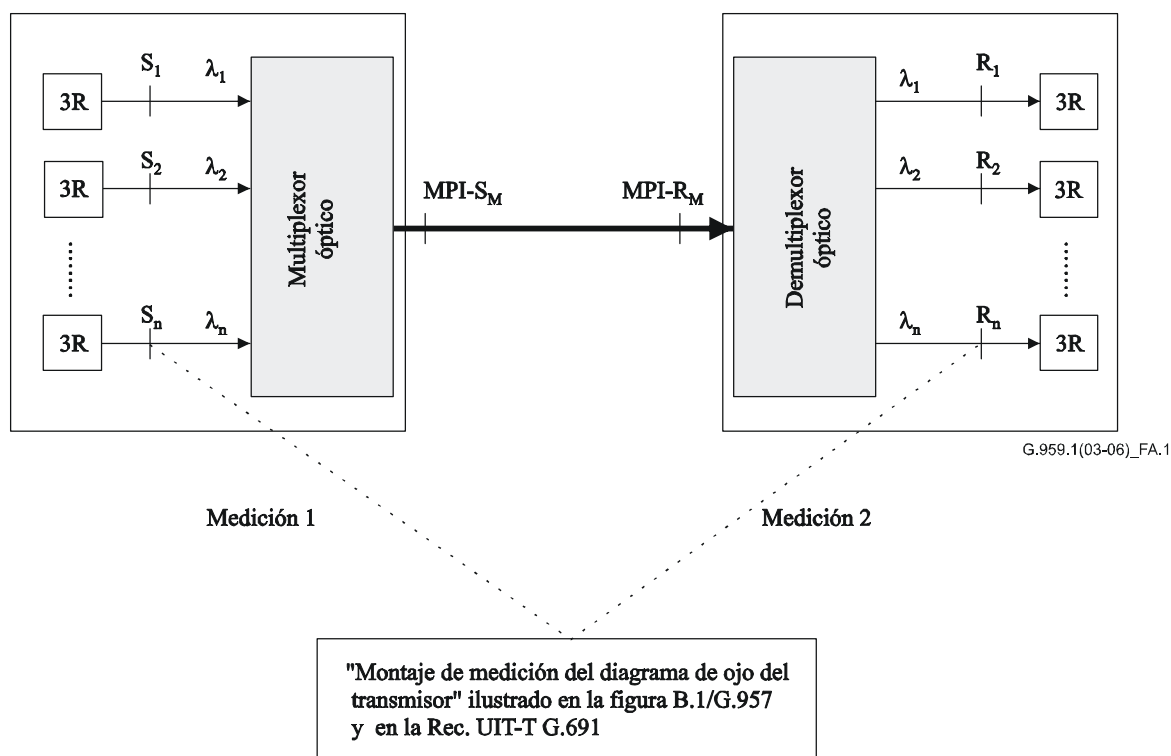 S1 λ1
3R
S2 λ2
3R
Sn λn
3R
Multiplexor
óptico
MPI-SM
MPI-RM
Demultiplexor
óptico
λ1 R1
3R
λ2 R2
3R
λn Rn
3R
G.959.1(03-06)_FA.1
Medición 1
Medición 2
"Montaje de medición del diagrama de ojo del
transmisor" ilustrado en la figura B.1/G.957
y en la Rec. UIT-T G.691